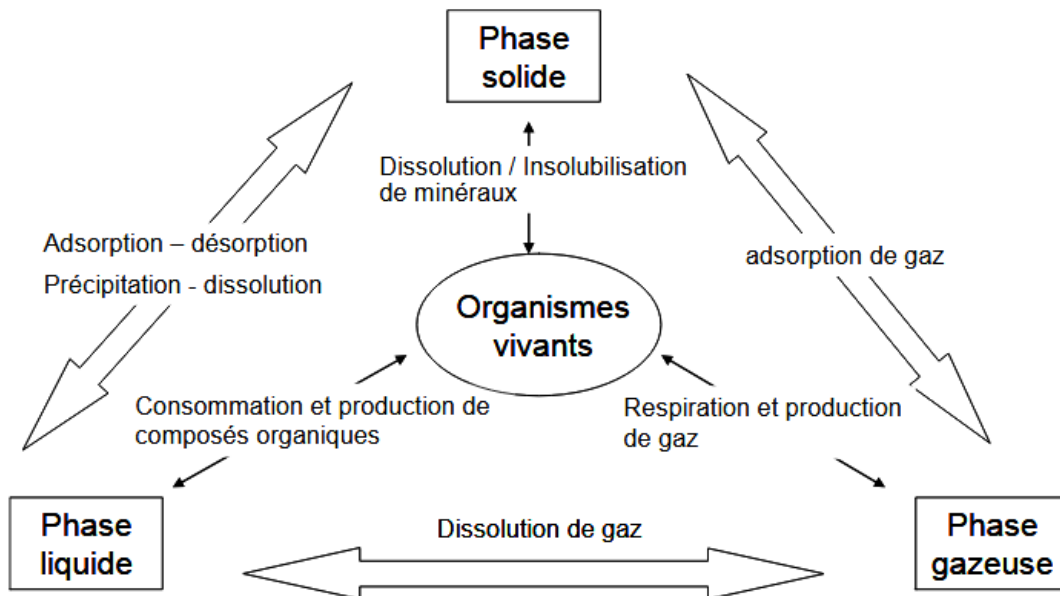 Phase
solide
Dissolution / Insolubilisation
de minéraux
Adsorption – désorption
Précipitation - dissolution
adsorption de gaz
Organismes
vivants
Consommation et production de
composés organiques
Respiration et production
de gaz
Phase
liquide
Dissolution de gaz
Phase
gazeuse